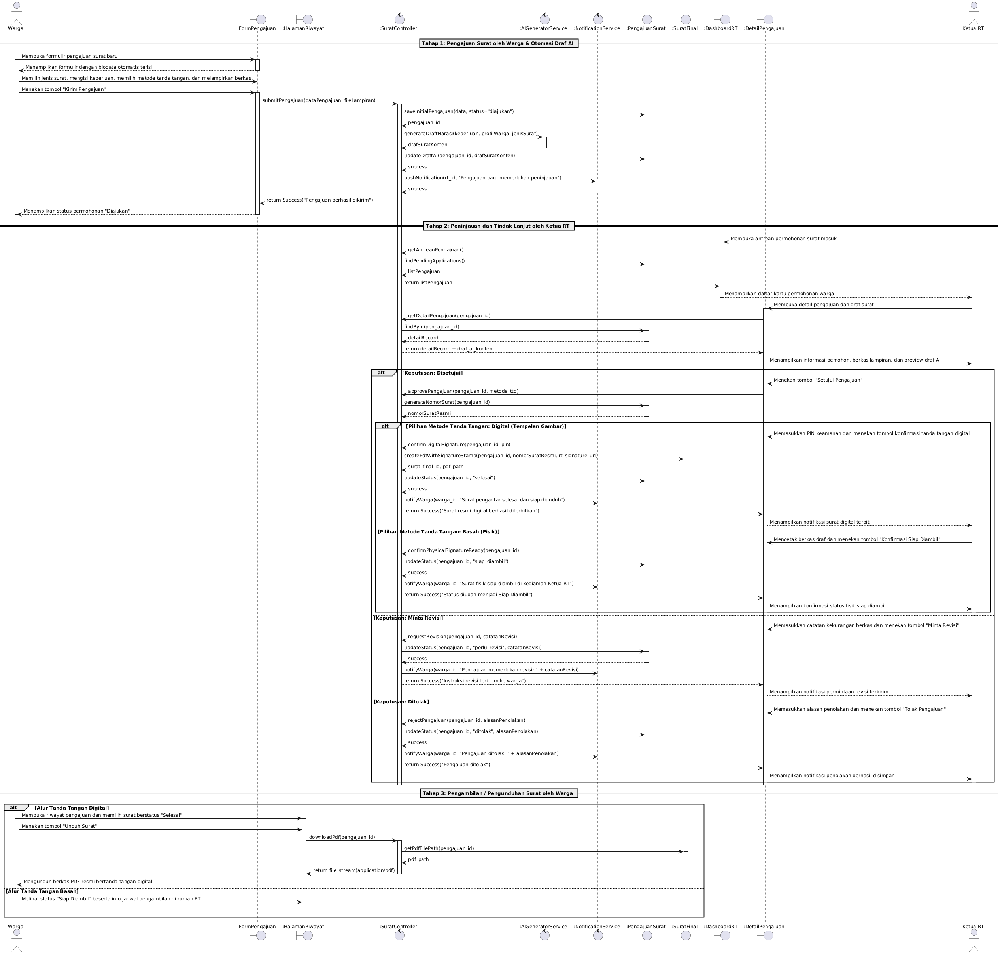 Warga
:FormPengajuan
:HalamanRiwayat
:SuratController
:AIGeneratorService
:NotificationService
:PengajuanSurat
:SuratFinal
:DashboardRT
:DetailPengajuan
Ketua RT
Tahap 1: Pengajuan Surat oleh Warga & Otomasi Draf AI
Membuka formulir pengajuan surat baru
Menampilkan formulir dengan biodata otomatis terisi
Memilih jenis surat, mengisi keperluan, memilih metode tanda tangan, dan melampirkan berkas
Menekan tombol "Kirim Pengajuan"
submitPengajuan(dataPengajuan, fileLampiran)
saveInitialPengajuan(data, status="diajukan")
pengajuan_id
generateDraftNarasi(keperluan, profilWarga, jenisSurat)
drafSuratKonten
updateDraftAI(pengajuan_id, drafSuratKonten)
success
pushNotification(rt_id, "Pengajuan baru memerlukan peninjauan")
success
return Success("Pengajuan berhasil dikirim")
Menampilkan status permohonan "Diajukan"
Tahap 2: Peninjauan dan Tindak Lanjut oleh Ketua RT
Membuka antrean permohonan surat masuk
getAntreanPengajuan()
findPendingApplications()
listPengajuan
return listPengajuan
Menampilkan daftar kartu permohonan warga
Membuka detail pengajuan dan draf surat
getDetailPengajuan(pengajuan_id)
findById(pengajuan_id)
detailRecord
return detailRecord + draf_ai_konten
Menampilkan informasi pemohon, berkas lampiran, dan preview draf AI
alt [Keputusan: Disetujui]
Menekan tombol "Setujui Pengajuan"
approvePengajuan(pengajuan_id, metode_ttd)
generateNomorSurat(pengajuan_id)
nomorSuratResmi
alt [Pilihan Metode Tanda Tangan: Digital (Tempelan Gambar)]
Memasukkan PIN keamanan dan menekan tombol konfirmasi tanda tangan digital
confirmDigitalSignature(pengajuan_id, pin)
createPdfWithSignatureStamp(pengajuan_id, nomorSuratResmi, rt_signature_url)
surat_final_id, pdf_path
updateStatus(pengajuan_id, "selesai")
success
notifyWarga(warga_id, "Surat pengantar selesai dan siap diunduh")
return Success("Surat resmi digital berhasil diterbitkan")
Menampilkan notifikasi surat digital terbit
[Pilihan Metode Tanda Tangan: Basah (Fisik)]
Mencetak berkas draf dan menekan tombol "Konfirmasi Siap Diambil"
confirmPhysicalSignatureReady(pengajuan_id)
updateStatus(pengajuan_id, "siap_diambil")
success
notifyWarga(warga_id, "Surat fisik siap diambil di kediaman Ketua RT")
return Success("Status diubah menjadi Siap Diambil")
Menampilkan konfirmasi status fisik siap diambil
[Keputusan: Minta Revisi]
Memasukkan catatan kekurangan berkas dan menekan tombol "Minta Revisi"
requestRevision(pengajuan_id, catatanRevisi)
updateStatus(pengajuan_id, "perlu_revisi", catatanRevisi)
success
notifyWarga(warga_id, "Pengajuan memerlukan revisi: " + catatanRevisi)
return Success("Instruksi revisi terkirim ke warga")
Menampilkan notifikasi permintaan revisi terkirim
[Keputusan: Ditolak]
Memasukkan alasan penolakan dan menekan tombol "Tolak Pengajuan"
rejectPengajuan(pengajuan_id, alasanPenolakan)
updateStatus(pengajuan_id, "ditolak", alasanPenolakan)
success
notifyWarga(warga_id, "Pengajuan ditolak: " + alasanPenolakan)
return Success("Pengajuan ditolak")
Menampilkan notifikasi penolakan berhasil disimpan
Tahap 3: Pengambilan / Pengunduhan Surat oleh Warga
alt [Alur Tanda Tangan Digital]
Membuka riwayat pengajuan dan memilih surat berstatus "Selesai"
Menekan tombol "Unduh Surat"
downloadPdf(pengajuan_id)
getPdfFilePath(pengajuan_id)
pdf_path
return file_stream(application/pdf)
Mengunduh berkas PDF resmi bertanda tangan digital
[Alur Tanda Tangan Basah]
Melihat status "Siap Diambil" beserta info jadwal pengambilan di rumah RT
Warga
:FormPengajuan
:HalamanRiwayat
:SuratController
:AIGeneratorService
:NotificationService
:PengajuanSurat
:SuratFinal
:DashboardRT
:DetailPengajuan
Ketua RT